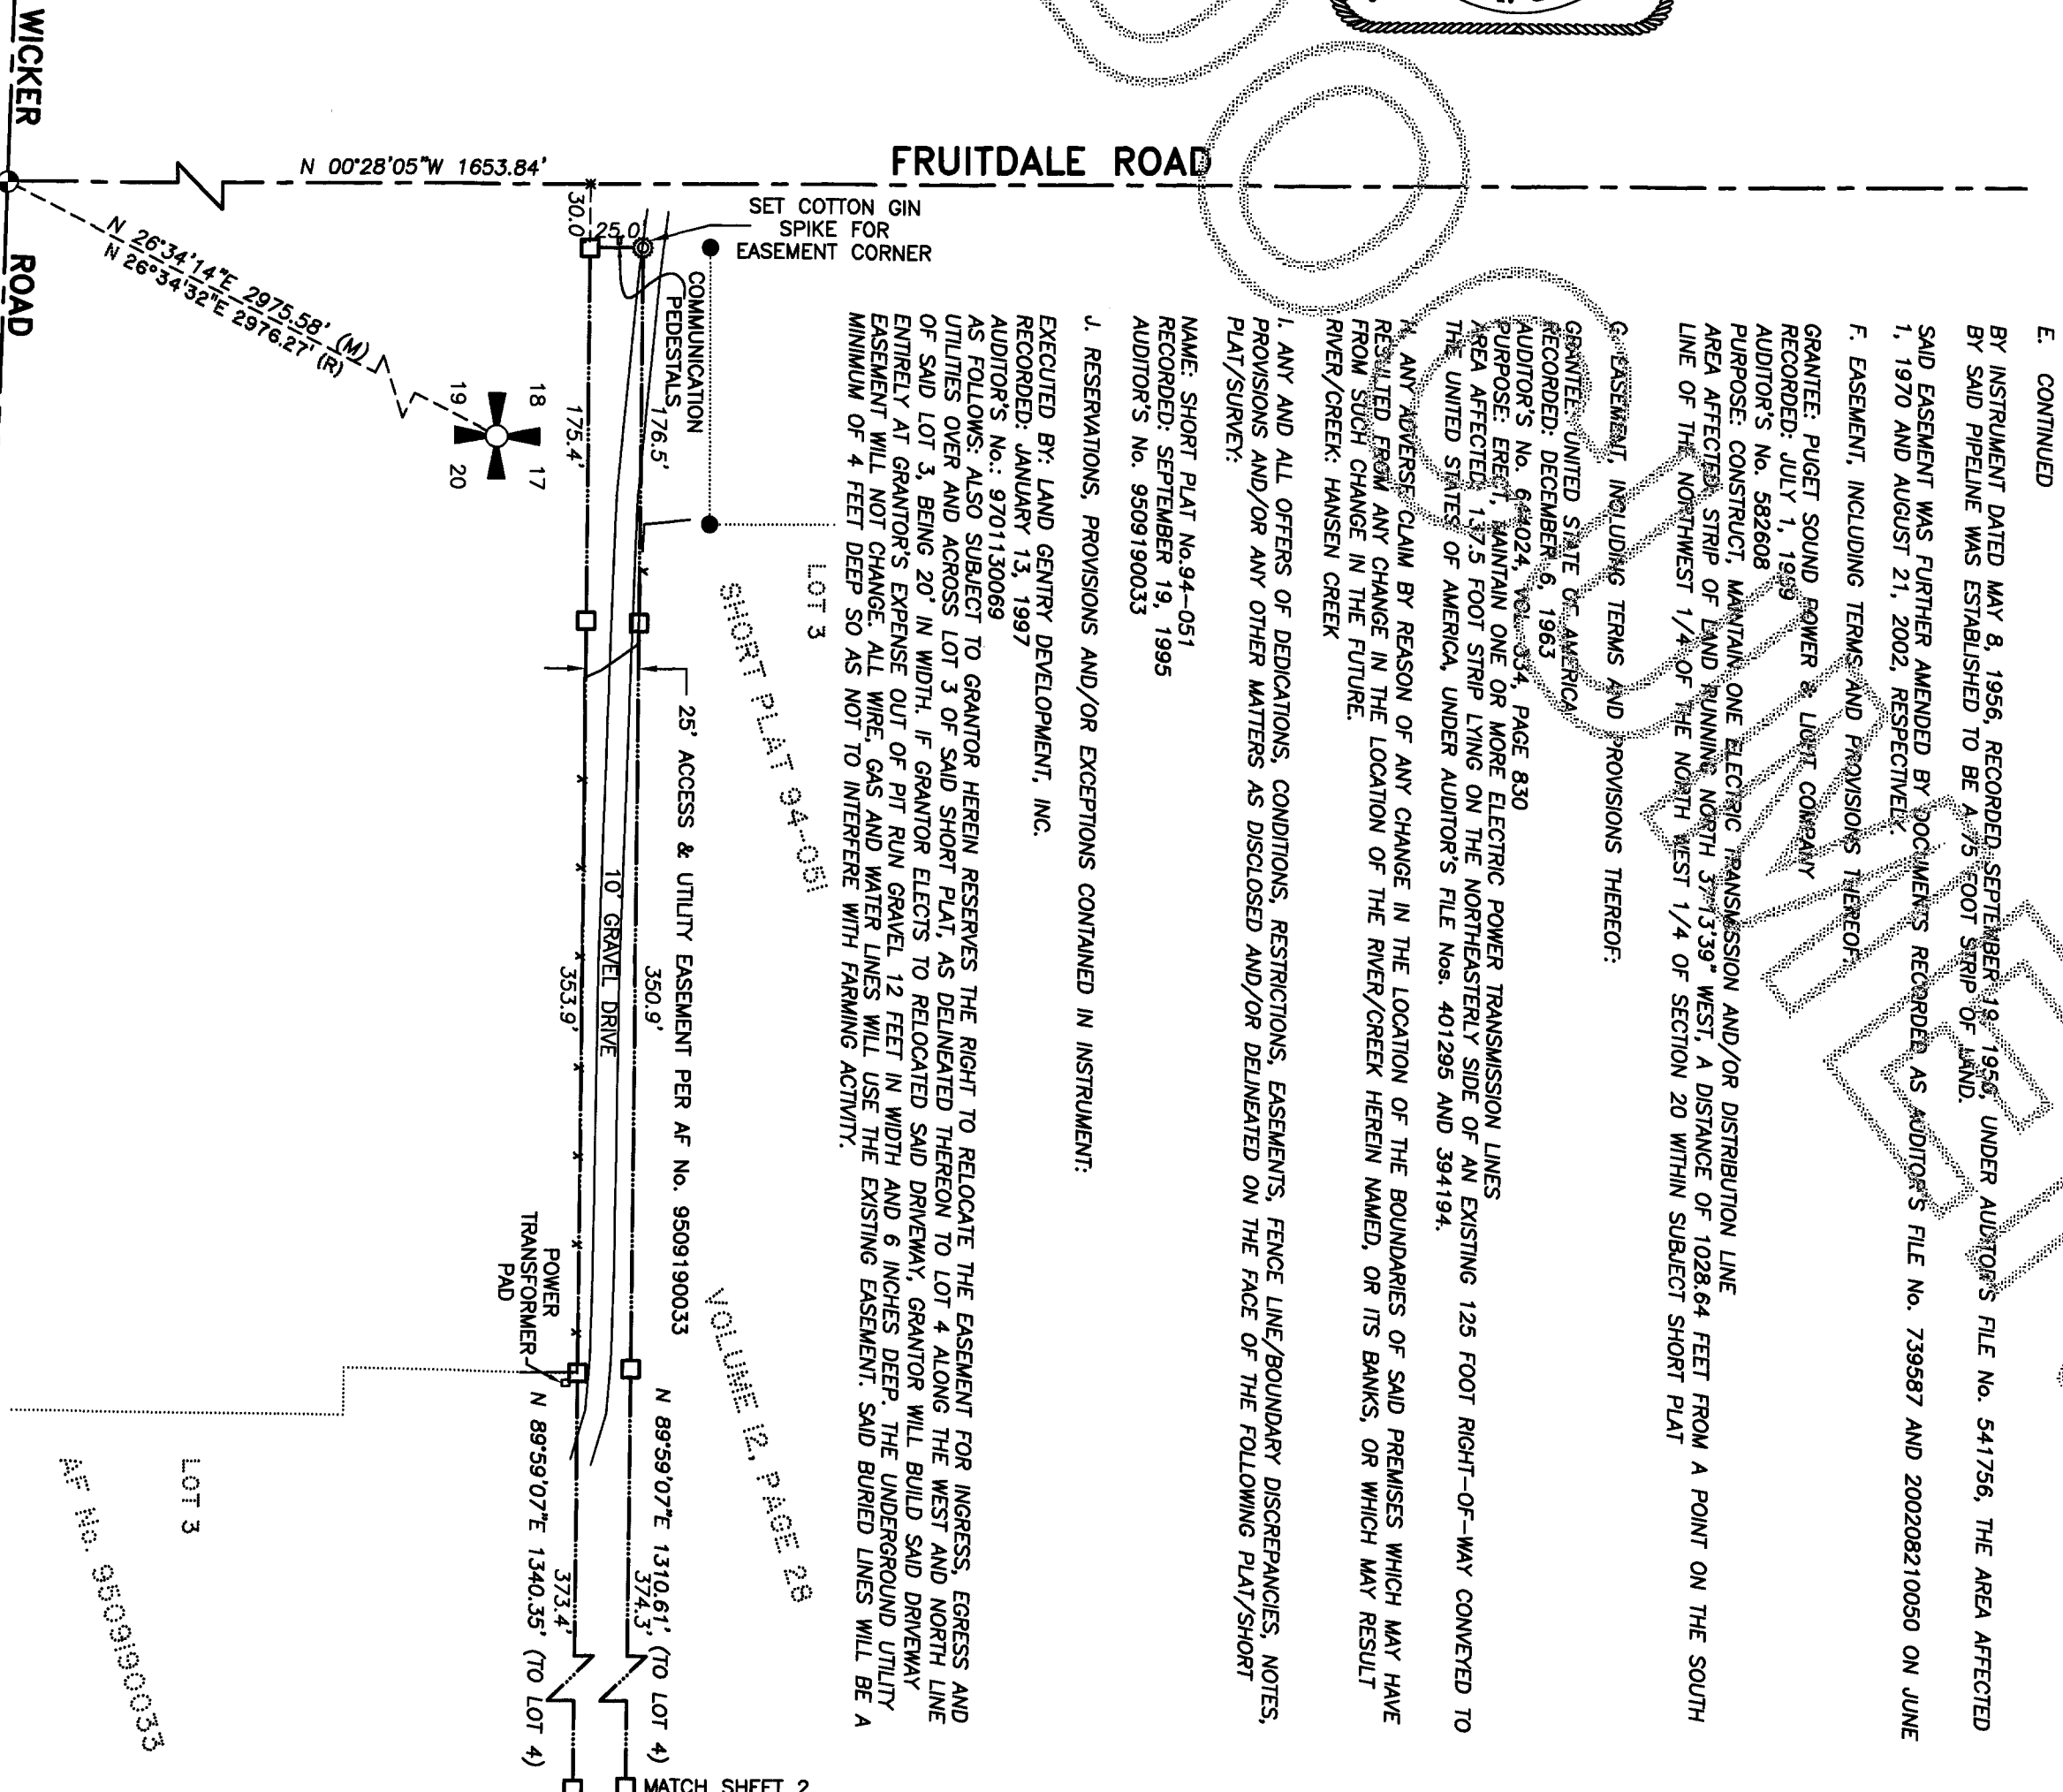 E. CONTINUED
BY INSTRUMENT DATED MAY 8, 1956, RECORDED SEPTEMBER 19, 1956, UNDER AUDITOR'S FILE No. 541756, THE AREA AFFECTED
BY SAID PIPELINE WAS ESTABLISHED TO BE A 75 FOOT STRIP OF LAND.
SAID EASEMENT WAS FURTHER AMENDED BY DOCUMENTS RECORDED AS AUDITOR'S FILE No. 739587 AND 200208210050 ON JUNE
1, 1970 AND AUGUST 21, 2002, RESPECTIVELY.
F. EASEMENT, INCLUDING TERMS AND PROVISIONS THEREOF:
GRANTEE: PUGET SOUND POWER & LIGHT COMPANY
RECORDED: JULY 1, 1959
AUDITOR'S No. 582608
PURPOSE: CONSTRUCT, MAINTAIN ONE ELECTRIC TRANSMISSION AND/OR DISTRIBUTION LINE
AREA AFFECTED: STRIP OF LAND RUNNING NORTH 37°13'39" WEST, A DISTANCE OF 1028.64 FEET FROM A POINT ON THE SOUTH
LINE OF THE NORTHWEST 1/4 OF THE NORTH WEST 1/4 OF SECTION 20 WITHIN SUBJECT SHORT PLAT
G. EASEMENT, INCLUDING TERMS AND PROVISIONS THEREOF:
GRANTEE: UNITED STATE OF AMERICA
RECORDED: DECEMBER 6, 1963
AUDITOR'S No. VOL. 334, PAGE 830
PURPOSE: ERECT, MAINTAIN ONE OR MORE ELECTRIC POWER TRANSMISSION LINES
AREA AFFECTED: 137.5 FOOT STRIP LYING ON THE NORTHEASTERLY SIDE OF AN EXISTING 125 FOOT RIGHT-OF-WAY CONVEYED TO
THE UNITED STATES OF AMERICA, UNDER AUDITOR'S FILE Nos. 401295 AND 394194.
H. ANY ADVERSE CLAIM BY REASON OF ANY CHANGE IN THE LOCATION OF THE BOUNDARIES OF SAID PREMISES WHICH MAY HAVE
RESULTED FROM ANY CHANGE IN THE LOCATION OF THE RIVER/CREEK HEREIN NAMED, OR ITS BANKS, OR WHICH MAY RESULT
FROM SUCH CHANGE IN THE FUTURE.
RIVER/CREEK: HANSEN CREEK
I. ANY AND ALL OFFERS OF DEDICATIONS, CONDITIONS, RESTRICTIONS, EASEMENTS, FENCE LINE/BOUNDARY DISCREPANCIES, NOTES,
PROVISIONS AND/OR ANY OTHER MATTERS AS DISCLOSED AND/OR DELINEATED ON THE FACE OF THE FOLLOWING PLAT/SHORT
PLAT/SURVEY:
NAME: SHORT PLAT No.94-051
RECORDED: SEPTEMBER 19, 1995
AUDITOR'S No. 9509190033
J. RESERVATIONS, PROVISIONS AND/OR EXCEPTIONS CONTAINED IN INSTRUMENT:
EXECUTED BY: LAND GENTRY DEVELOPMENT, INC.
RECORDED: JANUARY 13, 1997
AUDITOR'S No.: 9701130069
AS FOLLOWS: ALSO SUBJECT TO GRANTOR HEREIN RESERVES THE RIGHT TO RELOCATE THE EASEMENT FOR INGRESS, EGRESS AND
UTILITIES OVER AND ACROSS LOT 3 OF SAID SHORT PLAT, AS DELINEATED THEREON TO LOT 4 ALONG THE WEST AND NORTH LINE
OF SAID LOT 3, BEING 20' IN WIDTH. IF GRANTOR ELECTS TO RELOCATED SAID DRIVEWAY, GRANTOR WILL BUILD SAID DRIVEWAY
ENTIRELY AT GRANTOR'S EXPENSE OUT OF PIT RUN GRAVEL 12 FEET IN WIDTH AND 6 INCHES DEEP. THE UNDERGROUND UTILITY
EASEMENT WILL NOT CHANGE. ALL WIRE, GAS AND WATER LINES WILL USE THE EXISTING EASEMENT. SAID BURIED LINES WILL BE A
MINIMUM OF 4 FEET DEEP SO AS NOT TO INTERFERE WITH FARMING ACTIVITY.
FRUITDALE ROAD
N 00°28'05"W 1653.84'
SET COTTON GIN
SPIKE FOR
EASEMENT CORNER
30.0
25.0
COMMUNICATION
PEDESTALS
LOT 3
SHORT PLAT 94-051
VOLUME 12, PAGE 28
25' ACCESS & UTILITY EASEMENT PER AF No. 9509190033
176.5'
350.9'
N 89°59'07"E 1310.61' (TO LOT 4)
374.3'
10' GRAVEL DRIVE
175.4'
353.9'
373.4'
N 89°59'07"E 1340.35' (TO LOT 4)
POWER
TRANSFORMER
PAD
MATCH SHEET 2
18 17
19 20
N 26°34'14"E 2975.58' (M)
N 26°34'32"E 2976.27' (R)
LOT 3
AF No. 9509190033
WICKER ROAD